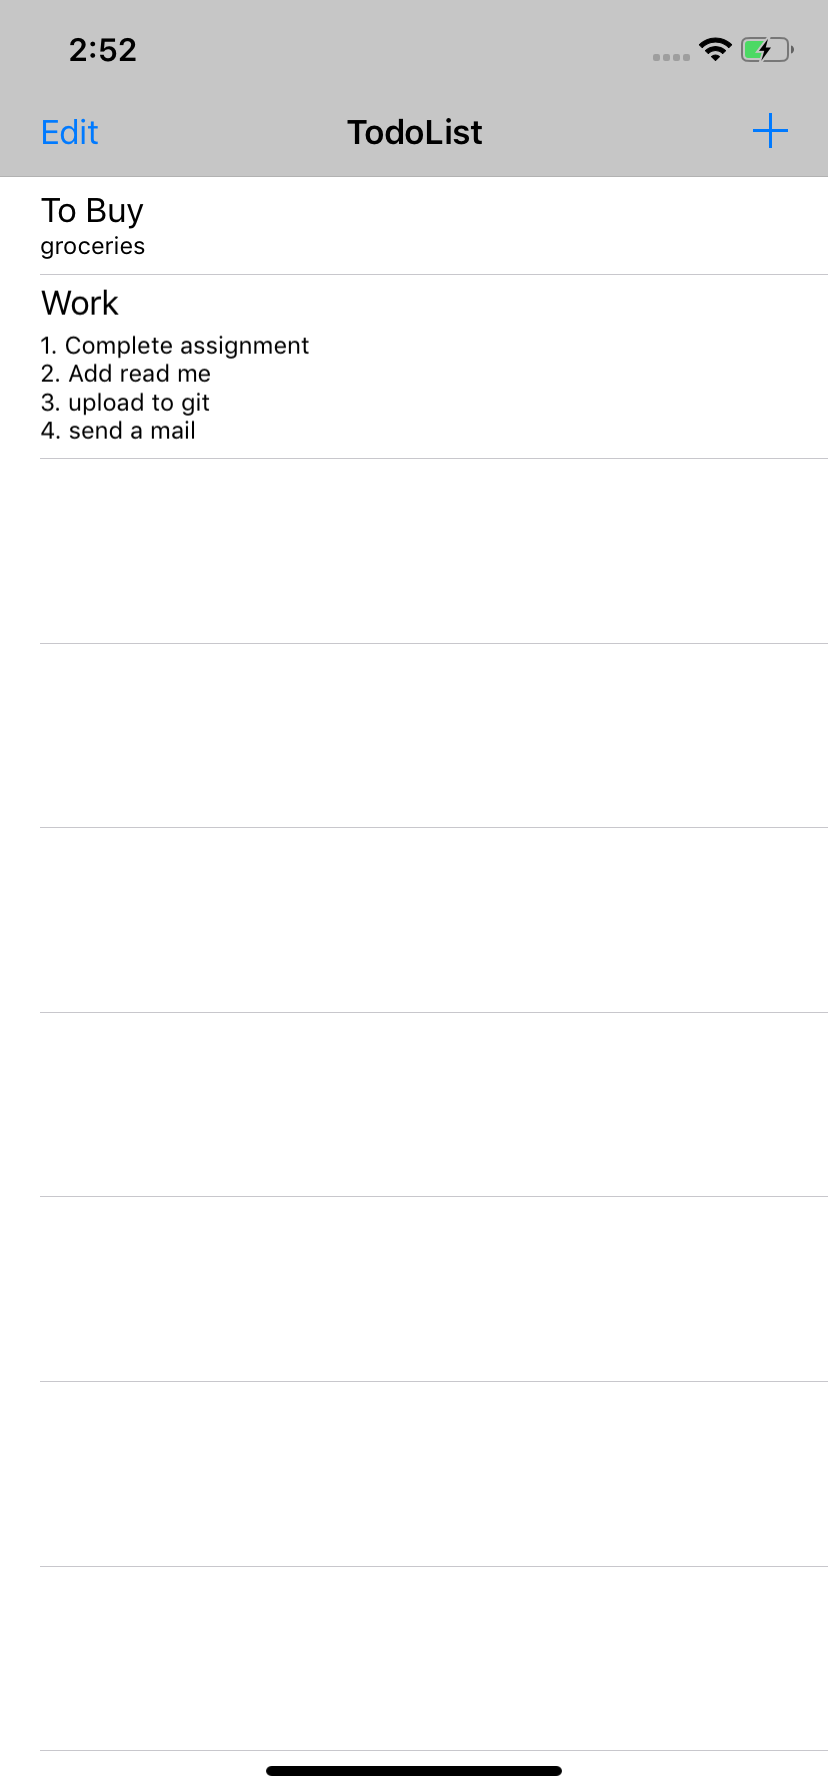 2:52
Edit TodoList
To Buy
groceries
Work
1. Complete assignment
2. Add read me
3. upload to git
4. send a mail